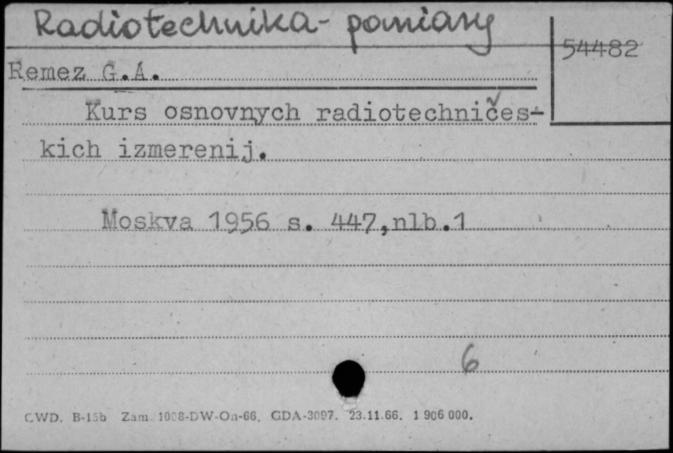 Radiotechnika - pomiary
54482
Remez G.A.
Kurs osnovnych radiotechničes-
kich izmerenij.
Moskva 1956 s. 447,nlb.1
6
CWD. B-15b Zam. 1038-DW-On-66. GDA-3097. 23.11.66. 1 906 000.